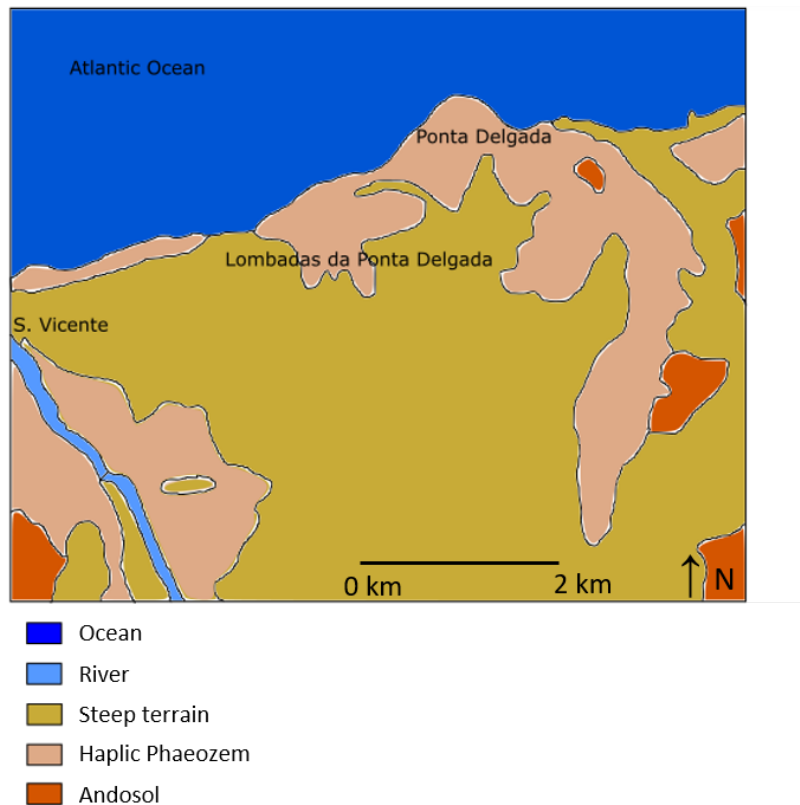 Atlantic Ocean
Ponta Delgada
Lombadas da Ponta Delgada
S. Vicente
0 km
2 km
N
Ocean
River
Steep terrain
Haplic Phaeozem
Andosol